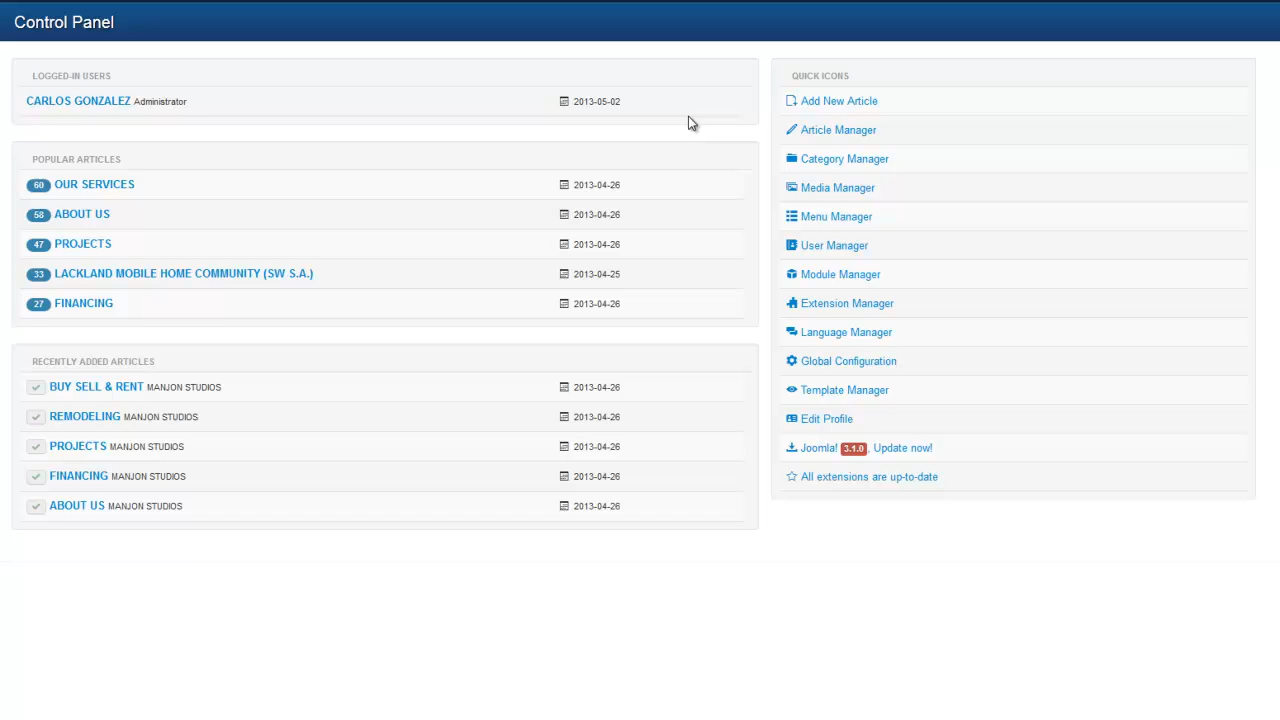 Control Panel
LOGGED-IN USERS
CARLOS GONZALEZ Administrator 2013-05-02
POPULAR ARTICLES
60 OUR SERVICES 2013-04-26
58 ABOUT US 2013-04-26
47 PROJECTS 2013-04-26
33 LACKLAND MOBILE HOME COMMUNITY (SW S.A.) 2013-04-25
27 FINANCING 2013-04-26
RECENTLY ADDED ARTICLES
BUY SELL & RENT MANJON STUDIOS 2013-04-26
REMODELING MANJON STUDIOS 2013-04-26
PROJECTS MANJON STUDIOS 2013-04-26
FINANCING MANJON STUDIOS 2013-04-26
ABOUT US MANJON STUDIOS 2013-04-26
QUICK ICONS
Add New Article
Article Manager
Category Manager
Media Manager
Menu Manager
User Manager
Module Manager
Extension Manager
Language Manager
Global Configuration
Template Manager
Edit Profile
Joomla! 3.1.0, Update now!
All extensions are up-to-date